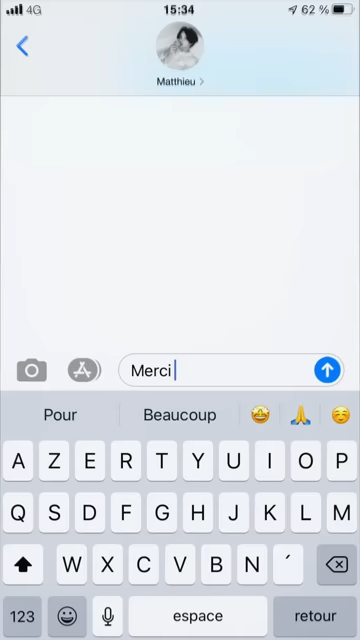 4G 15:34 62 %
Matthieu
Merci
Pour Beaucoup
A Z E R T Y U I O P
Q S D F G H J K L M
W X C V B N ´
123 espace retour